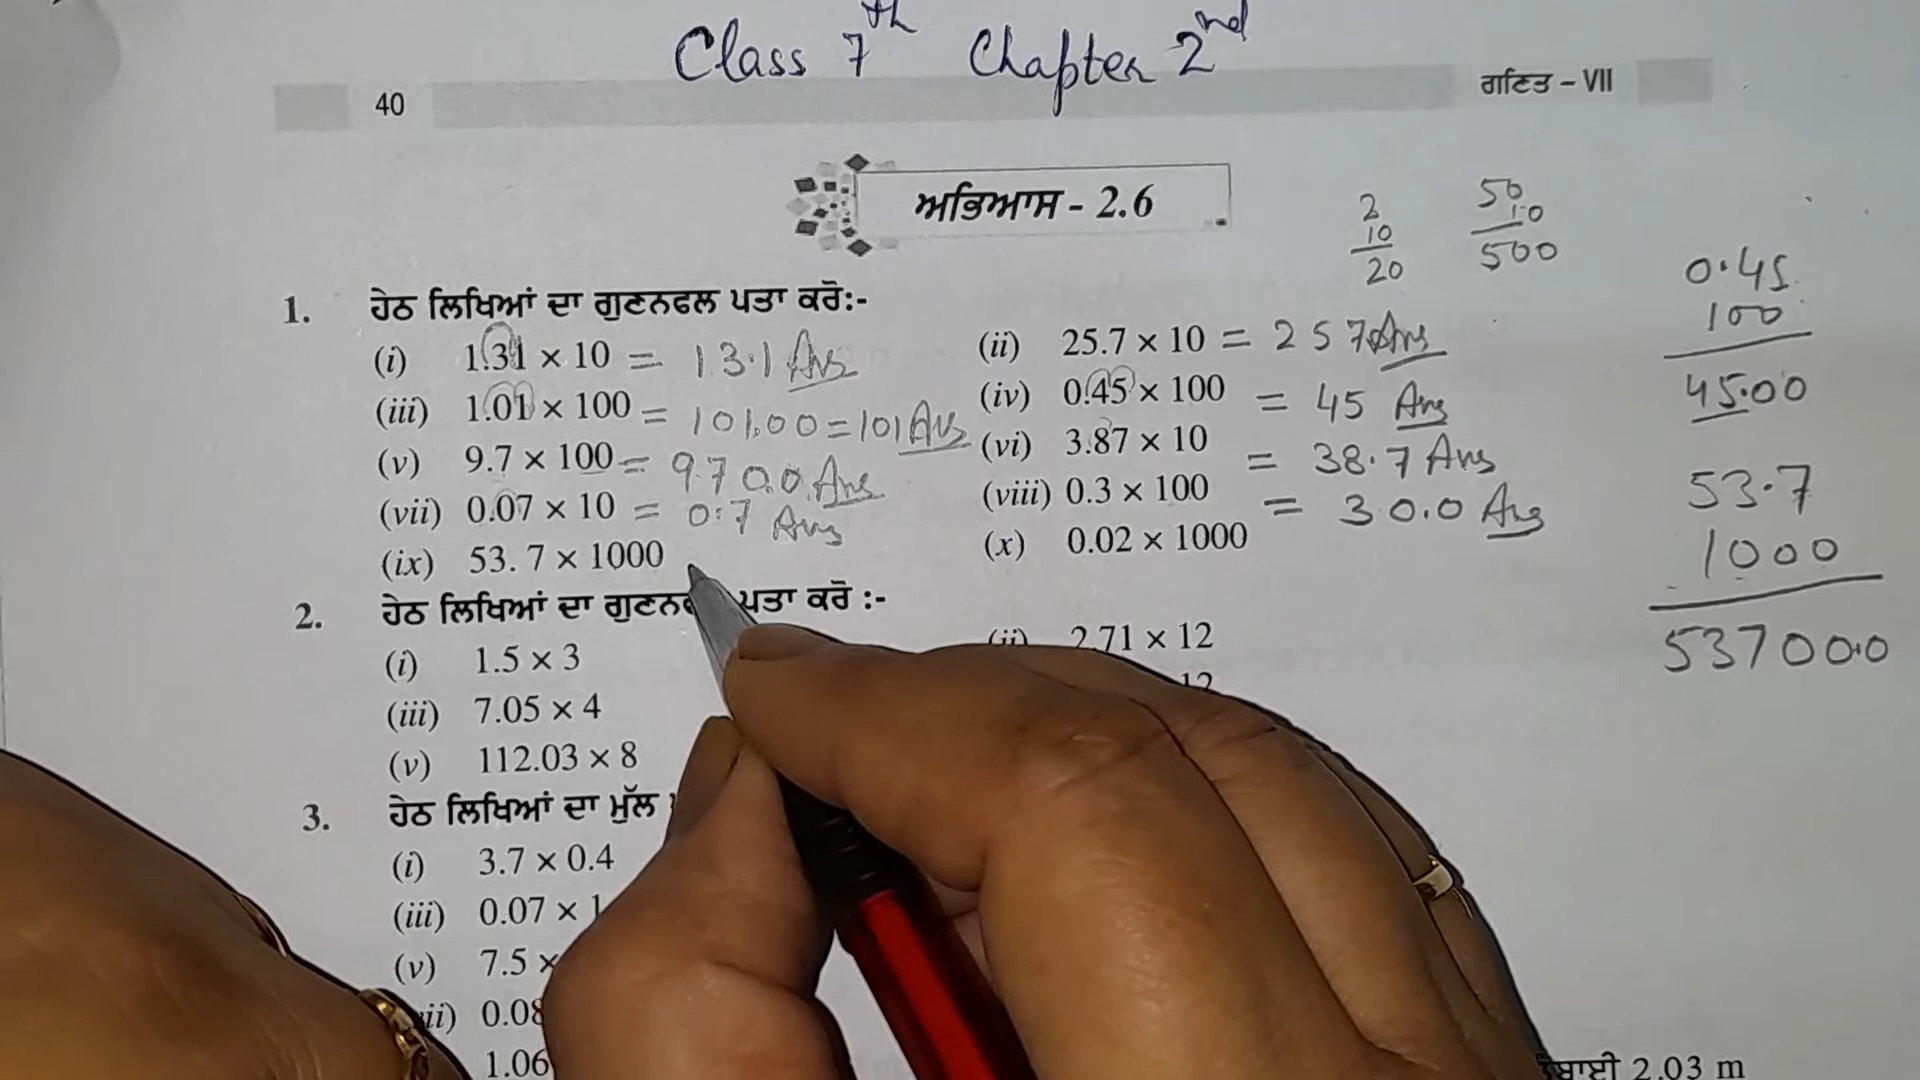 Class 7th Chapter 2nd
40
ਗਣਿਤ – VII
ਅਭਿਆਸ - 2.6
2
10
20
50
10
500
0.45
100
45.00
1. ਹੇਠ ਲਿਖਿਆਂ ਦਾ ਗੁਣਨਫਲ ਪਤਾ ਕਰੋ:-
(i) 1.31 × 10 = 13.1 Ans
(ii) 25.7 × 10 = 257 Ans
(iii) 1.01 × 100 = 101.00 = 101 Ans
(iv) 0.45 × 100 = 45 Ans
(v) 9.7 × 100 = 970.0 Ans
(vi) 3.87 × 10 = 38.7 Ans
(vii) 0.07 × 10 = 0.7 Ans
(viii) 0.3 × 100 = 30.0 Ans
(ix) 53. 7 × 1000
(x) 0.02 × 1000
53.7
1000
53700.0
2. ਹੇਠ ਲਿਖਿਆਂ ਦਾ ਪਤਾ ਕਰੋ :-
(i) 1.5 × 3
(ii) 2.71 × 12
(iii) 7.05 × 4
× 12
(v) 112.03 × 8
3. ਹੇਠ ਲਿਖਿਆਂ ਦਾ ਮੁੱਲ
(i) 3.7 × 0.4
(iii) 0.07 × 1
(v) 7.5 ×
0.08
1.06
2.03 m